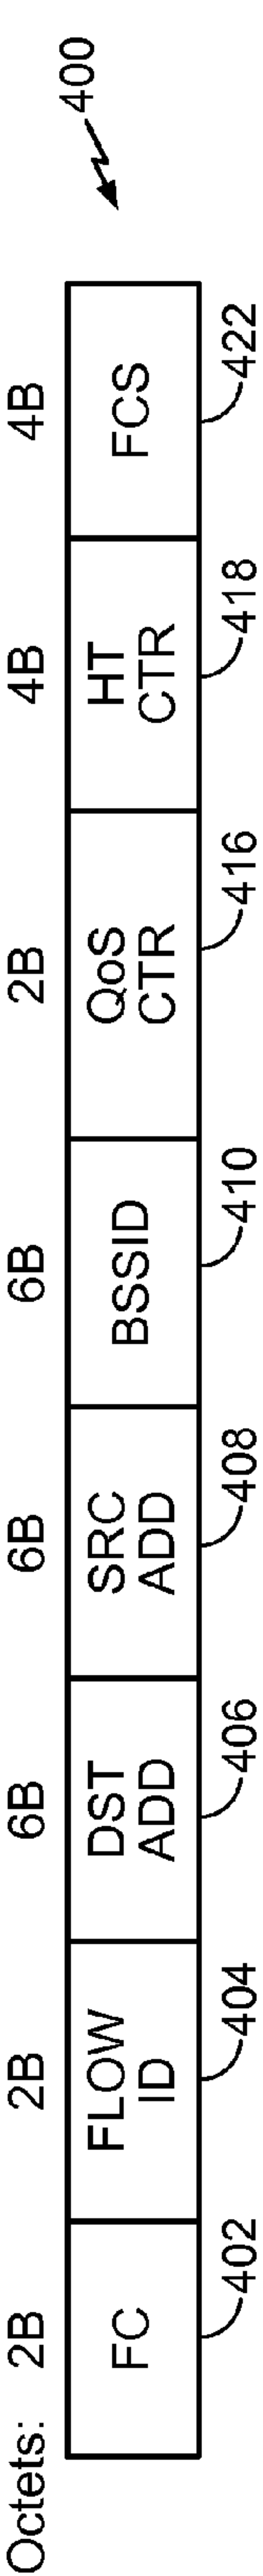 400
Octets: 2B 2B 6B 6B 6B 2B 4B 4B
FC FLOW ID DST ADD SRC ADD BSSID QoS CTR HT CTR FCS
402 404 406 408 410 416 418 422